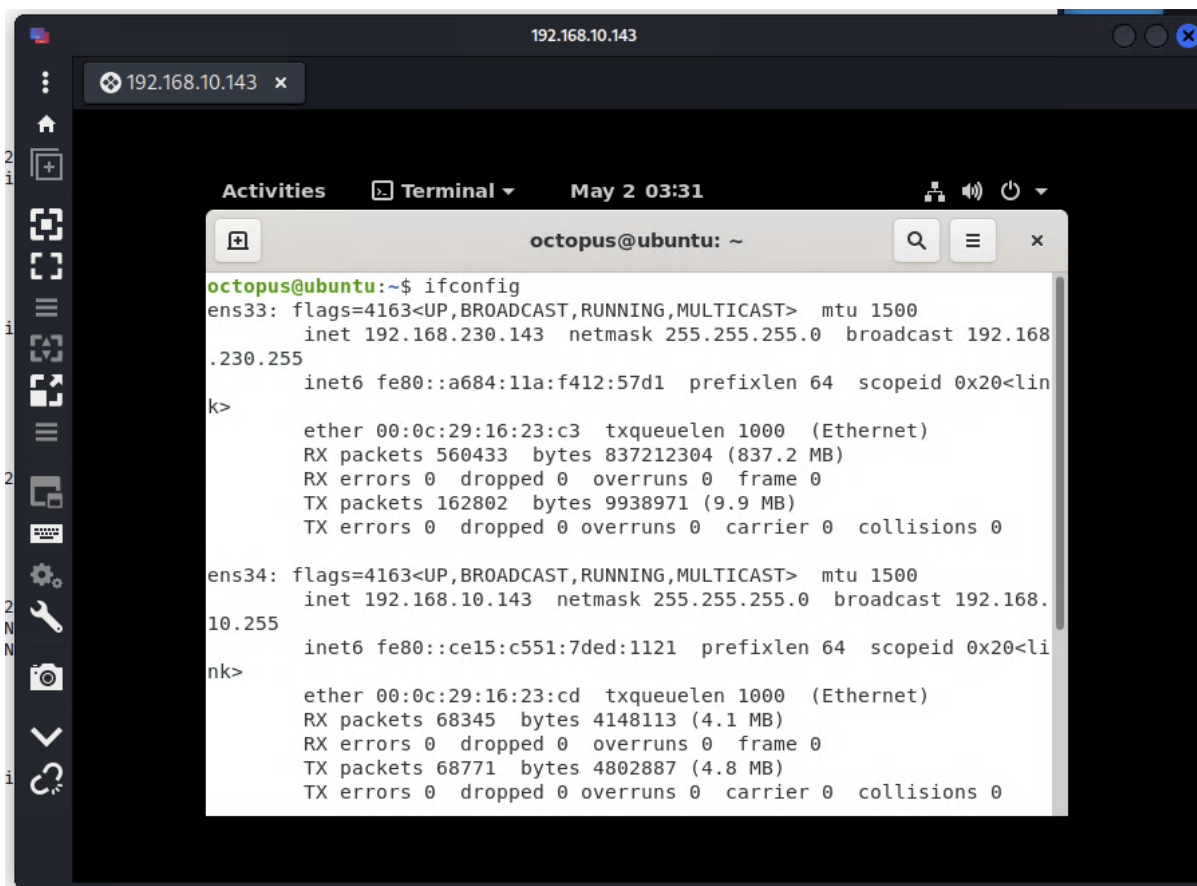 192.168.10.143
192.168.10.143 ×
Activities Terminal May 2 03:31
octopus@ubuntu: ~
octopus@ubuntu:~$ ifconfig
ens33: flags=4163<UP,BROADCAST,RUNNING,MULTICAST>  mtu 1500
        inet 192.168.230.143  netmask 255.255.255.0  broadcast 192.168
.230.255
        inet6 fe80::a684:11a:f412:57d1  prefixlen 64  scopeid 0x20<lin
k>
        ether 00:0c:29:16:23:c3  txqueuelen 1000  (Ethernet)
        RX packets 560433  bytes 837212304 (837.2 MB)
        RX errors 0  dropped 0  overruns 0  frame 0
        TX packets 162802  bytes 9938971 (9.9 MB)
        TX errors 0  dropped 0 overruns 0  carrier 0  collisions 0
ens34: flags=4163<UP,BROADCAST,RUNNING,MULTICAST>  mtu 1500
        inet 192.168.10.143  netmask 255.255.255.0  broadcast 192.168.
10.255
        inet6 fe80::ce15:c551:7ded:1121  prefixlen 64  scopeid 0x20<li
nk>
        ether 00:0c:29:16:23:cd  txqueuelen 1000  (Ethernet)
        RX packets 68345  bytes 4148113 (4.1 MB)
        RX errors 0  dropped 0  overruns 0  frame 0
        TX packets 68771  bytes 4802887 (4.8 MB)
        TX errors 0  dropped 0 overruns 0  carrier 0  collisions 0